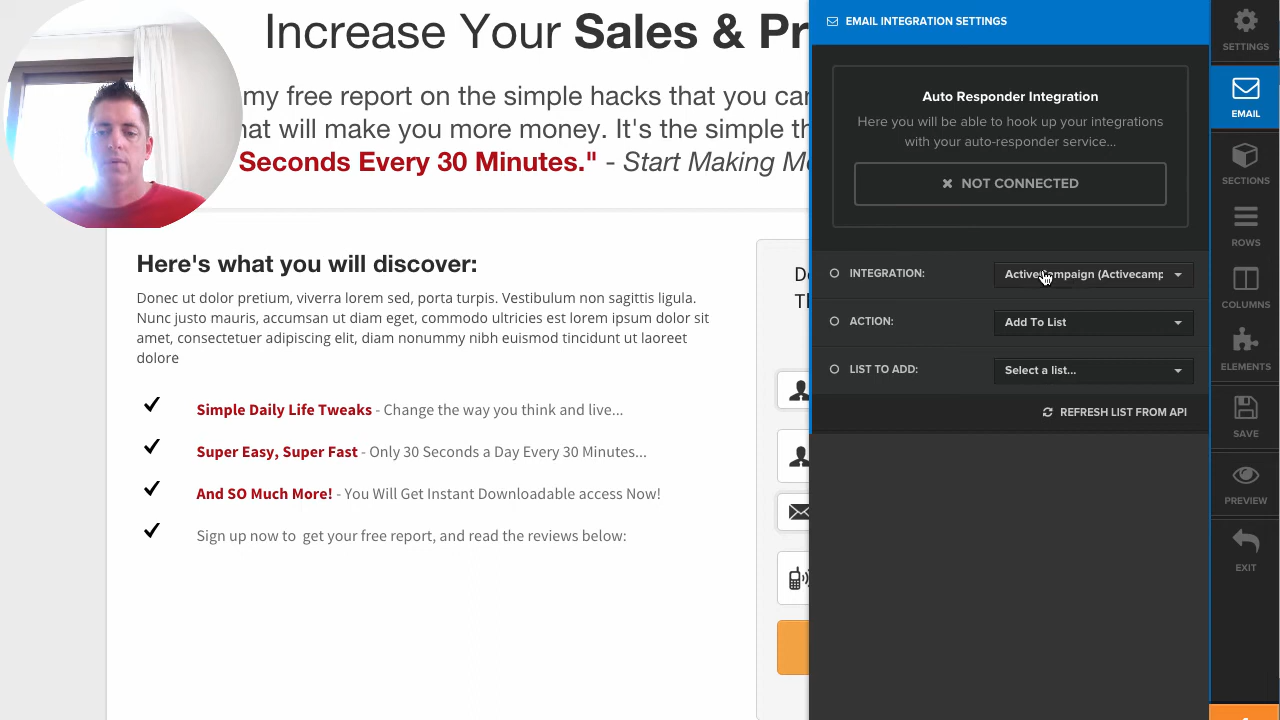 Increase Your Sales & Pr
my free report on the simple hacks that you can
hat will make you more money. It's the simple th
Seconds Every 30 Minutes." - Start Making Mo
Here's what you will discover:
Donec ut dolor pretium, viverra lorem sed, porta turpis. Vestibulum non sagittis ligula.
Nunc justo mauris, accumsan ut diam eget, commodo ultricies est lorem ipsum dolor sit
amet, consectetuer adipiscing elit, diam nonummy nibh euismod tincidunt ut laoreet
dolore
Simple Daily Life Tweaks - Change the way you think and live...
Super Easy, Super Fast - Only 30 Seconds a Day Every 30 Minutes...
And SO Much More! - You Will Get Instant Downloadable access Now!
Sign up now to get your free report, and read the reviews below:
EMAIL INTEGRATION SETTINGS
Auto Responder Integration
Here you will be able to hook up your integrations
with your auto-responder service...
NOT CONNECTED
INTEGRATION:
ActiveCampaign (Activecamp
ACTION:
Add To List
LIST TO ADD:
Select a list...
REFRESH LIST FROM API
SETTINGS
EMAIL
SECTIONS
ROWS
COLUMNS
ELEMENTS
SAVE
PREVIEW
EXIT